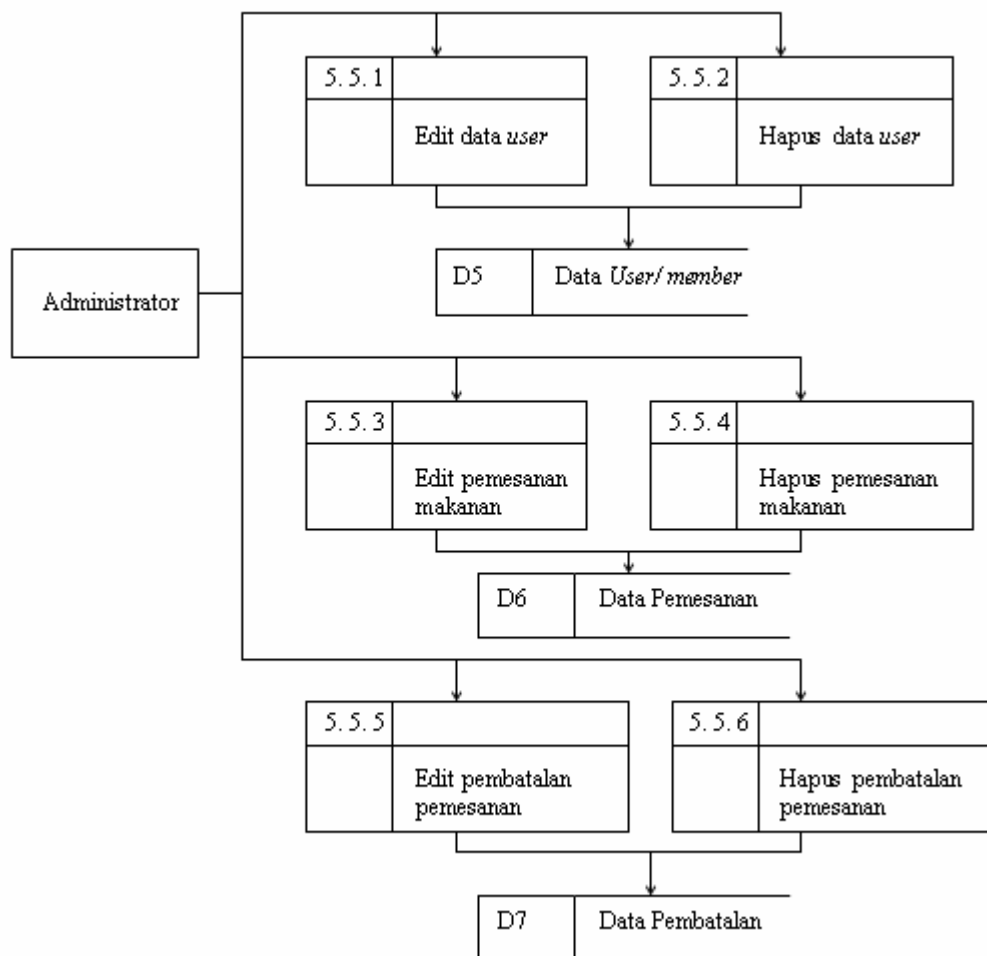 5.5.1
Edit data user
5.5.2
Hapus data user
D5
Data User/member
Administrator
5.5.3
Edit pemesanan
makanan
5.5.4
Hapus pemesanan
makanan
D6
Data Pemesanan
5.5.5
Edit pembatalan
pemesanan
5.5.6
Hapus pembatalan
pemesanan
D7
Data Pembatalan